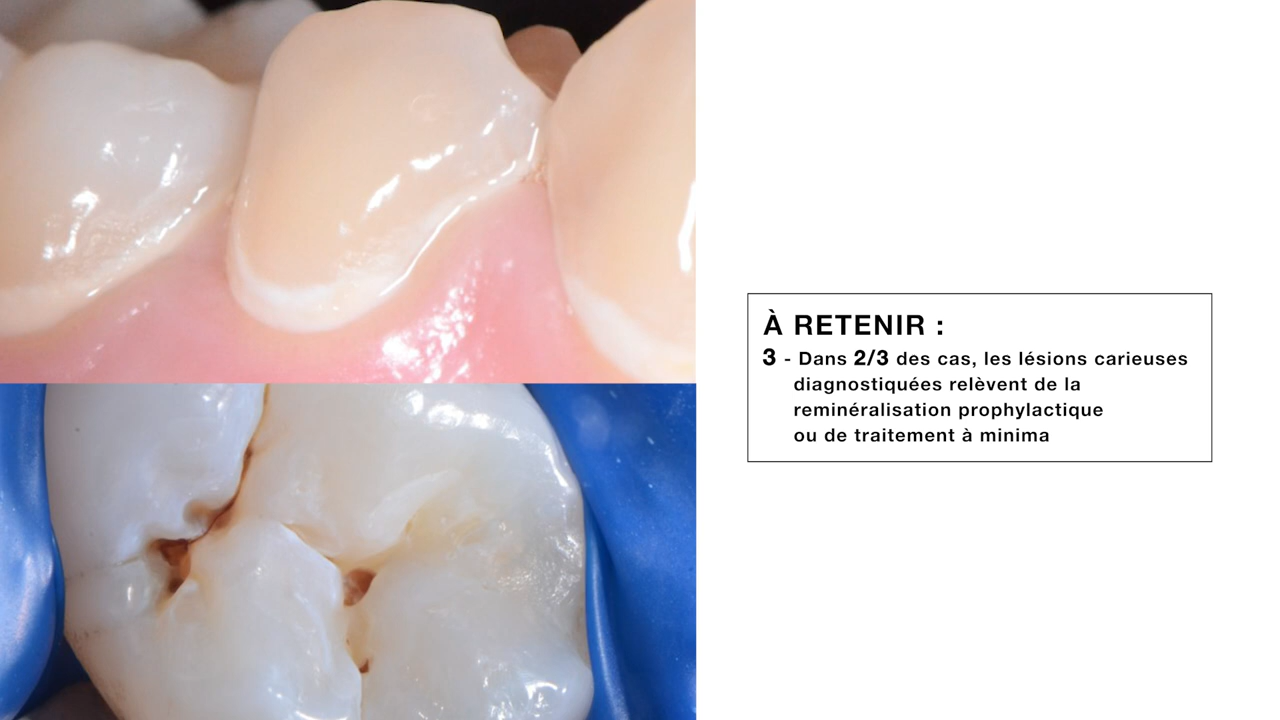 À RETENIR :
3 - Dans 2/3 des cas, les lésions carieuses
diagnostiquées relèvent de la
reminéralisation prophylactique
ou de traitement à minima